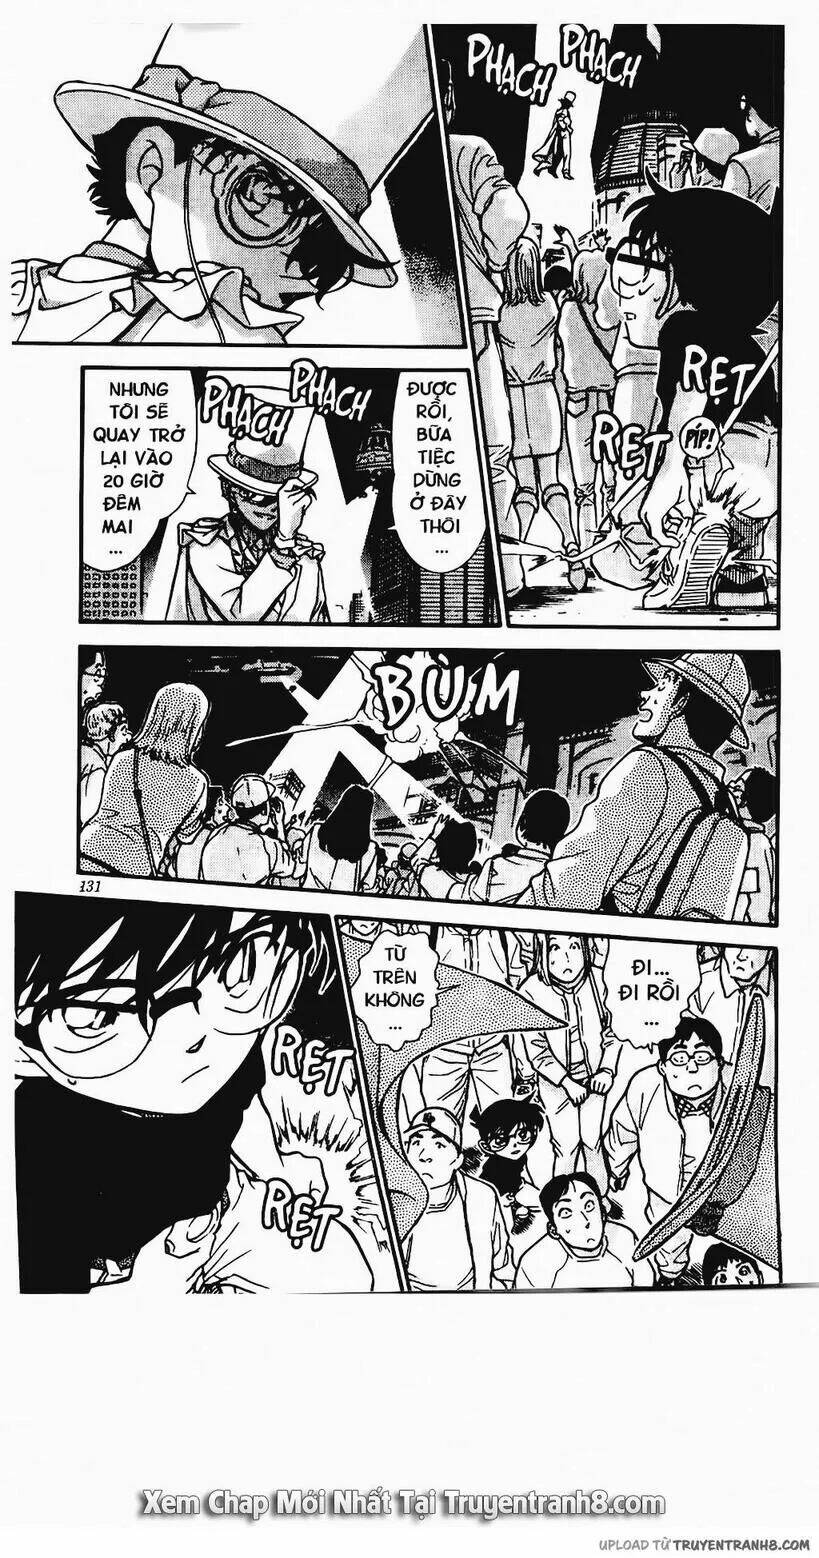 PHẠCH
PHẠCH
RẸT
RẸT
PÍP!
ĐƯỢC
RỒI,
BỮA
TIỆC
DỪNG
Ở ĐÂY
THÔI
PHẠCH
PHẠCH
NHƯNG
TÔI SẼ
QUAY TRỞ
LẠI VÀO
20 GIỜ
ĐÊM
MAI
...
BÙM
131
ĐI...
ĐI RỒI
...
TỪ
TRÊN
KHÔNG
...
RẸT
RẸT
Xem Chap Mới Nhất Tại Truyentranh8.com
UPLOAD TỪ TRUYENTRANH8.COM